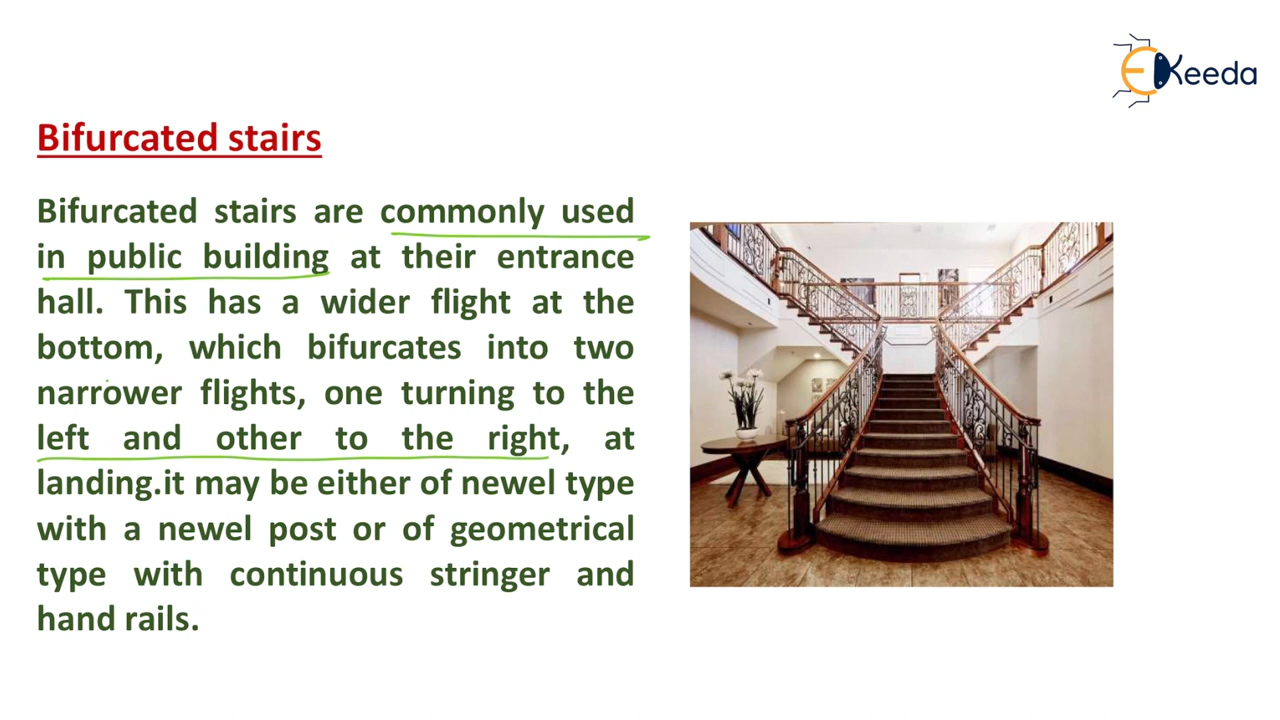 EKeeda
Bifurcated stairs
Bifurcated stairs are commonly used
in public building at their entrance
hall. This has a wider flight at the
bottom, which bifurcates into two
narrower flights, one turning to the
left and other to the right, at
landing.it may be either of newel type
with a newel post or of geometrical
type with continuous stringer and
hand rails.